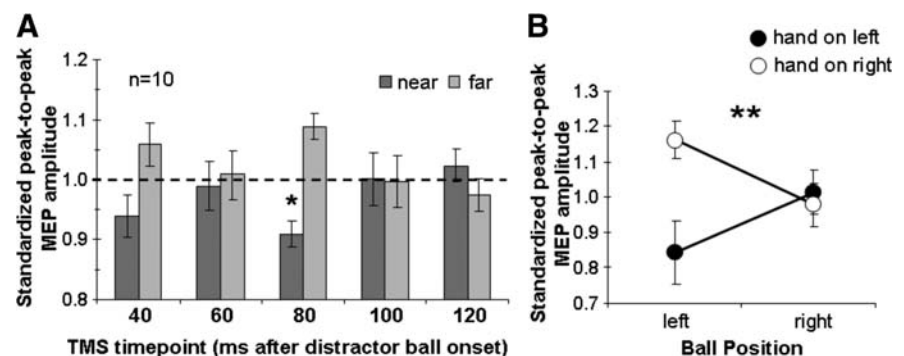 A
Standardized peak-to-peak
MEP amplitude
1.2
1.1
1.0
0.9
0.8
n=10
near far
*
40 60 80 100 120
TMS timepoint (ms after distractor ball onset)
B
hand on left
hand on right
Standardized peak-to-peak
MEP amplitude
1.3
1.2
1.1
1.0
0.9
0.8
0.7
**
left right
Ball Position